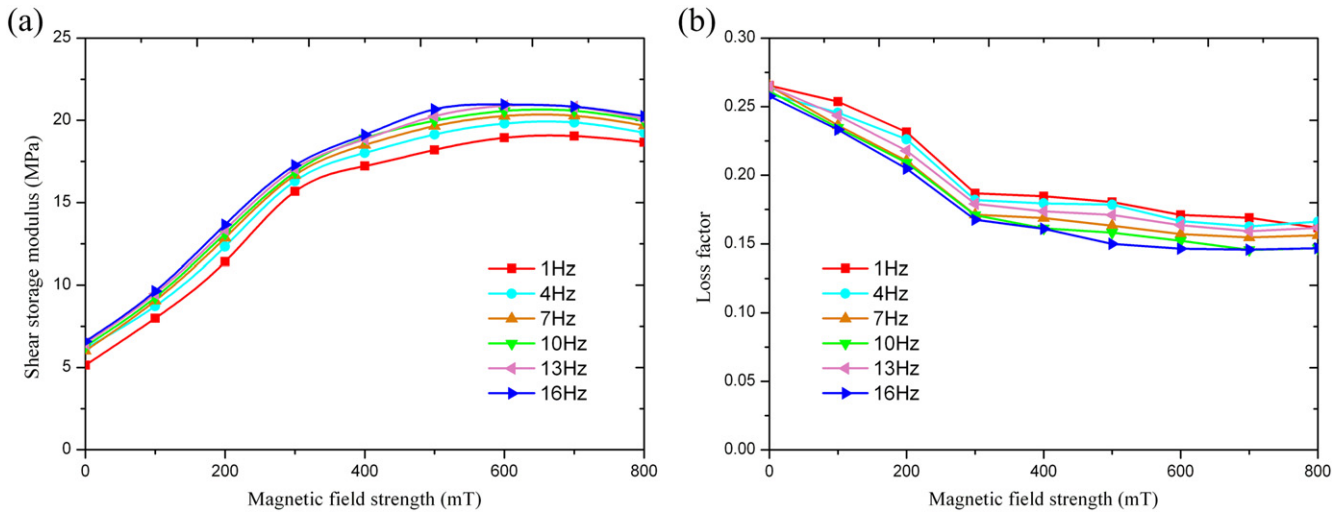 (a)
25
20
15
10
5
0
Shear storage modulus (MPa)
1Hz
4Hz
7Hz
10Hz
13Hz
16Hz
0 200 400 600 800
Magnetic field strength (mT)
(b)
0.30
0.25
0.20
0.15
0.10
0.05
0.00
Loss factor
1Hz
4Hz
7Hz
10Hz
13Hz
16Hz
0 200 400 600 800
Magnetic field strength (mT)